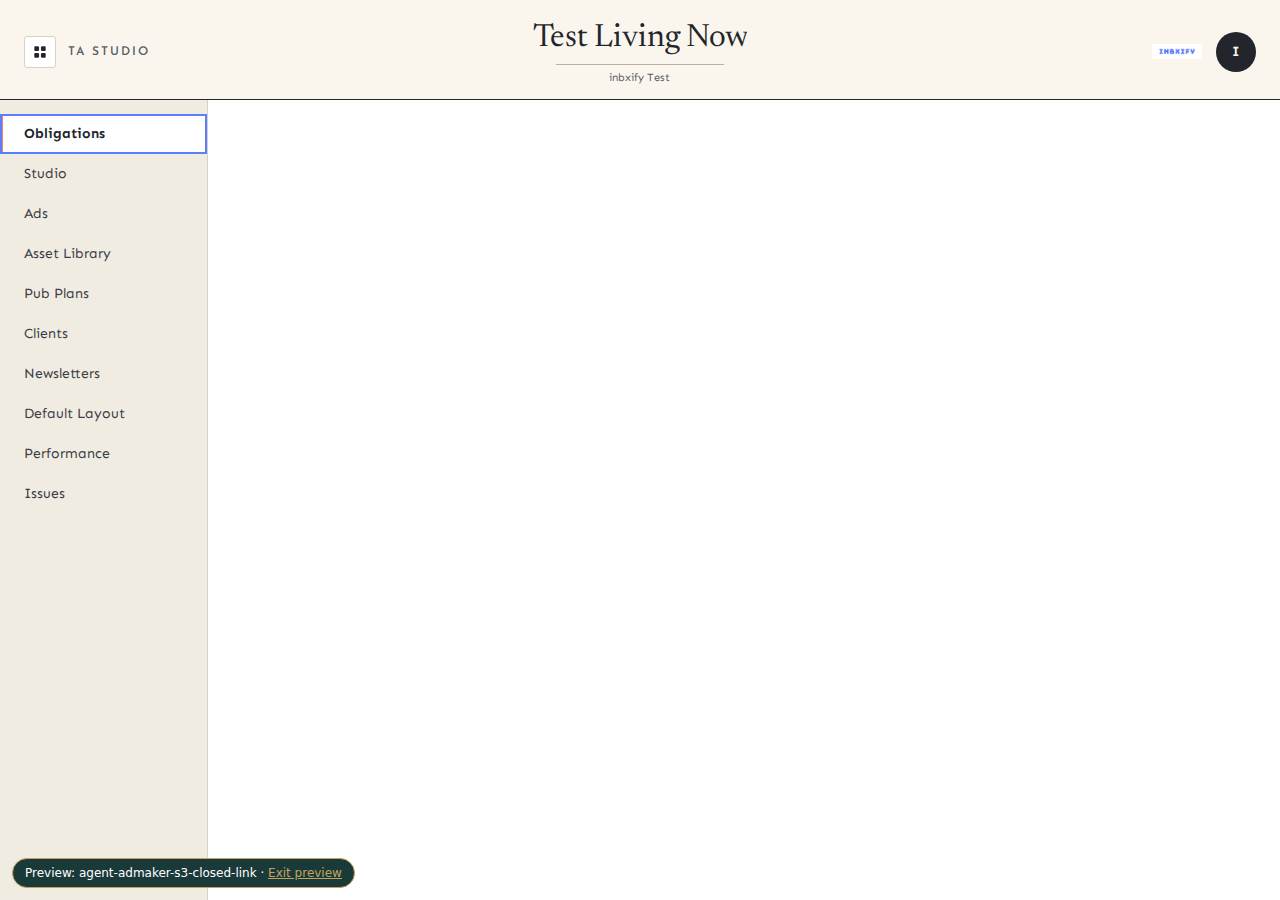 TA STUDIO
Test Living Now
inbxify Test
INBXIFY
I
Obligations
Studio
Ads
Asset Library
Pub Plans
Clients
Newsletters
Default Layout
Performance
Issues
Preview: agent-admaker-s3-closed-link · Exit preview